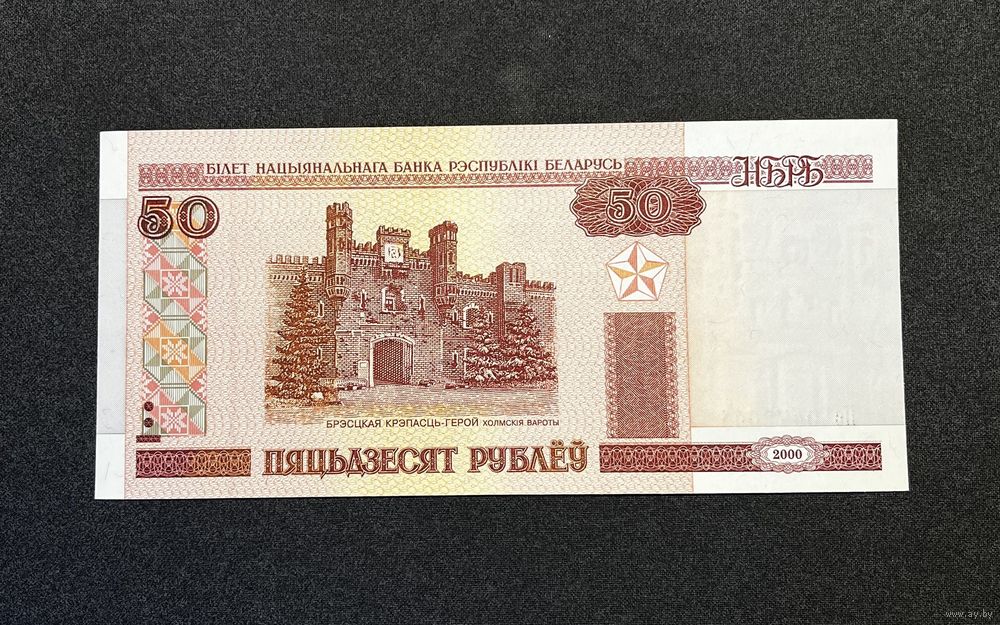 БІЛЕТ НАЦЫЯНАЛЬНАГА БАНКА РЭСПУБЛІКІ БЕЛАРУСЬ
НБРБ
50
50
БРЭСЦКАЯ КРЭПАСЦЬ-ГЕРОЙ ХОЛМСКІЯ ВАРОТЫ
ПЯЦЬДЗЕСЯТ РУБЛЁЎ
2000
www.ay.by